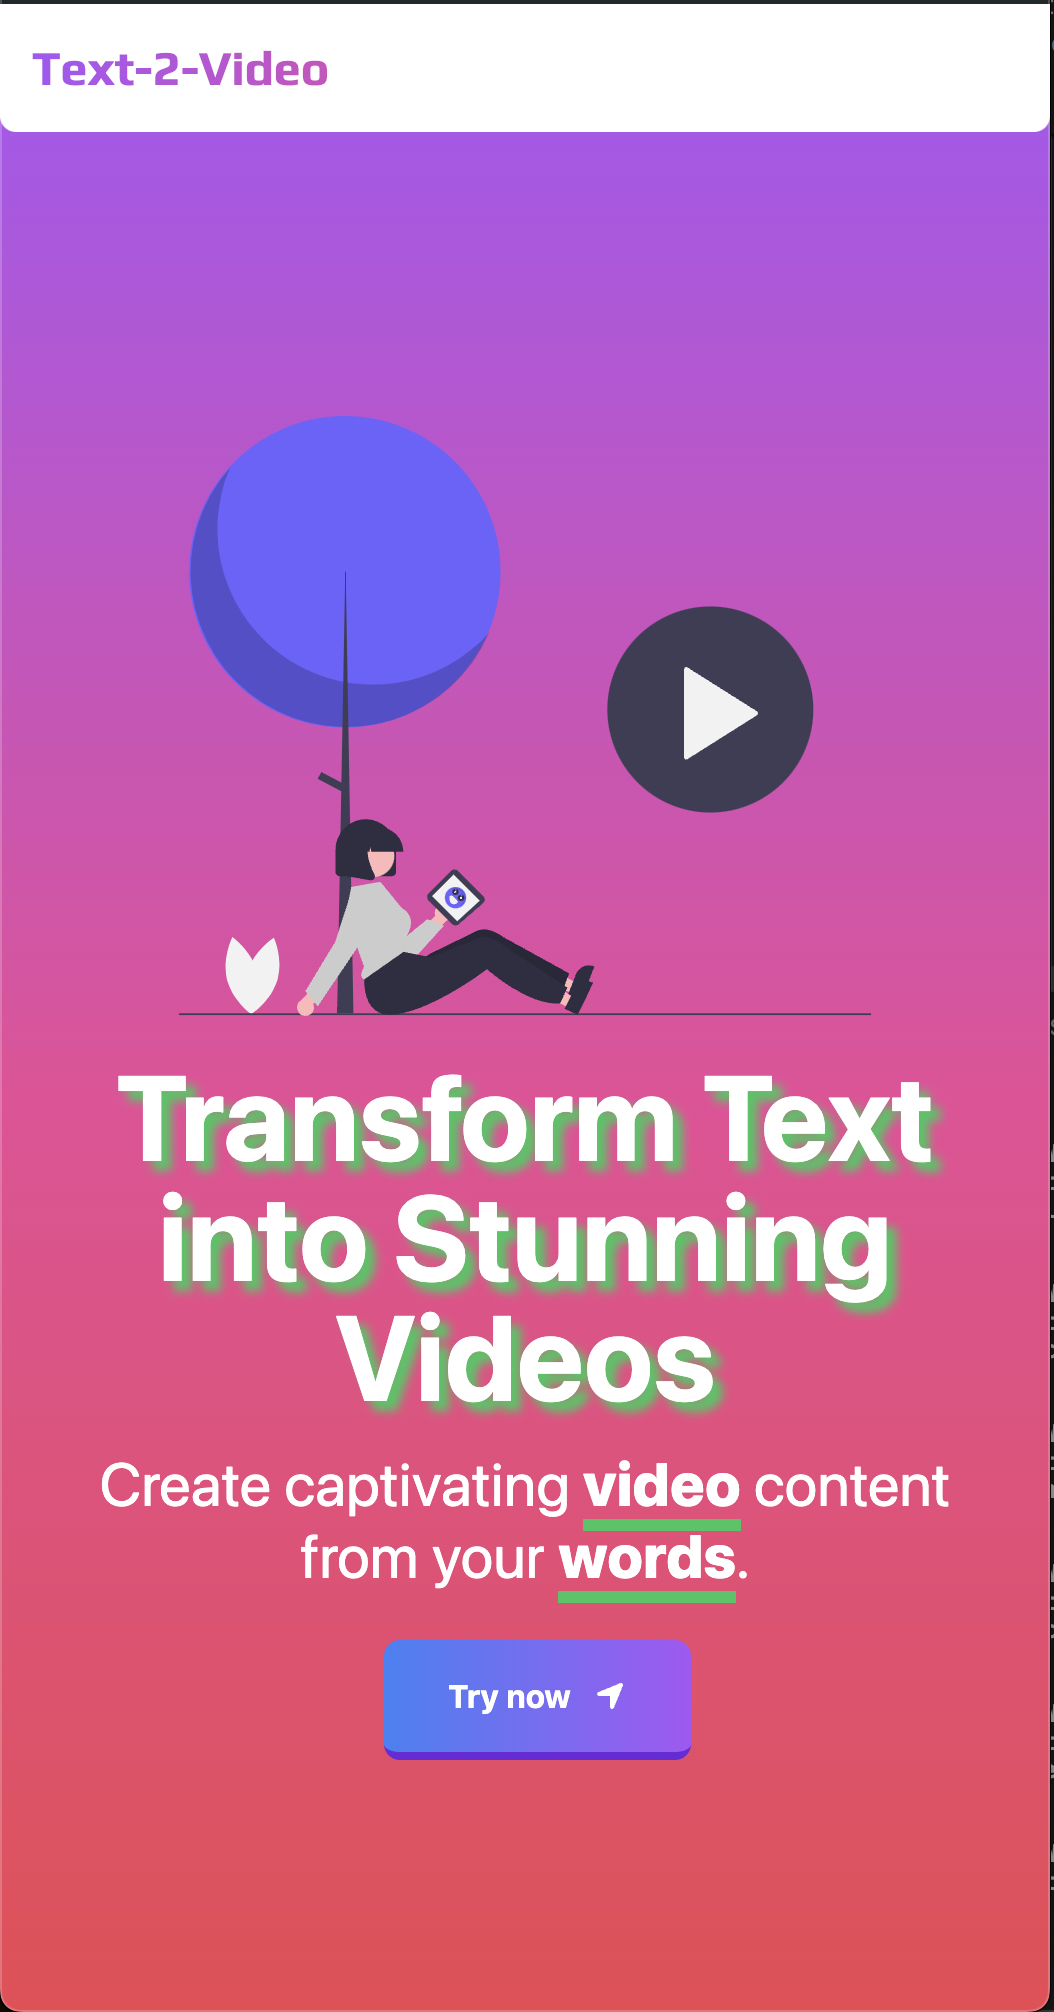 Text-2-Video
Transform Text
into Stunning
Videos
Create captivating video content
from your words.
Try now